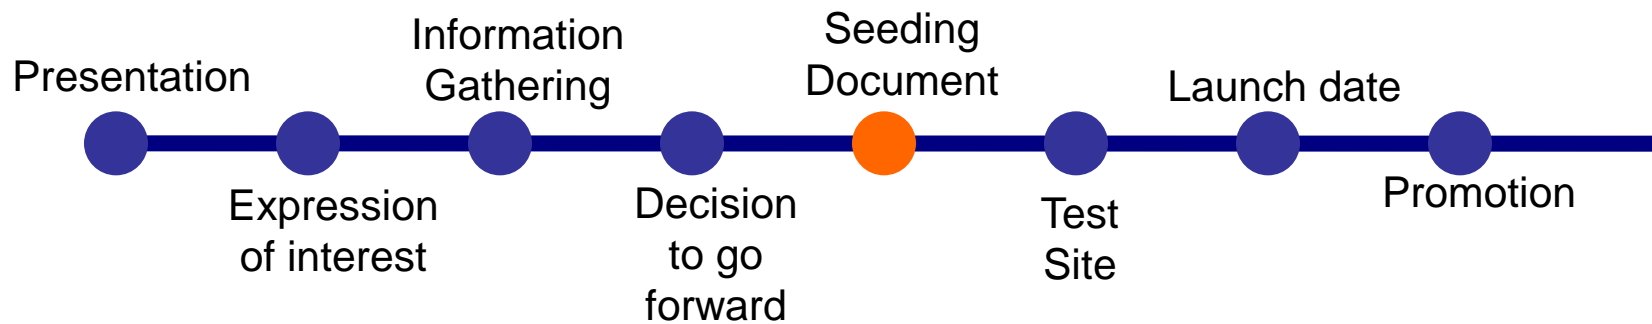 Presentation
Expression
of interest
Information
Gathering
Decision
to go
forward
Seeding
Document
Test
Site
Launch date
Promotion